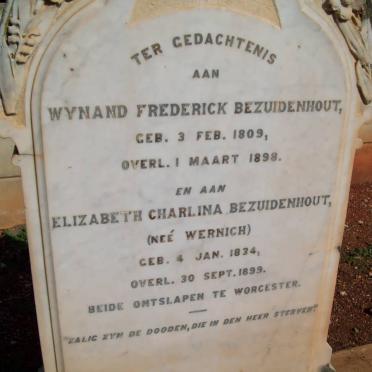 TER GEDACHTENIS
AAN
WYNAND FREDERICK BEZUIDENHOUT,
GEB. 3 FEB. 1809,
OVERL. 1 MAART 1898.
EN AAN
ELIZABETH CHARLINA BEZUIDENHOUT,
(NEÉ WERNICH)
GEB. 4 JAN. 1834,
OVERL. 30 SEPT. 1899.
BEIDE ONTSLAPEN TE WORCESTER.
"ZALIG ZYN DE DOODEN, DIE IN DEN HEER STERVEN"